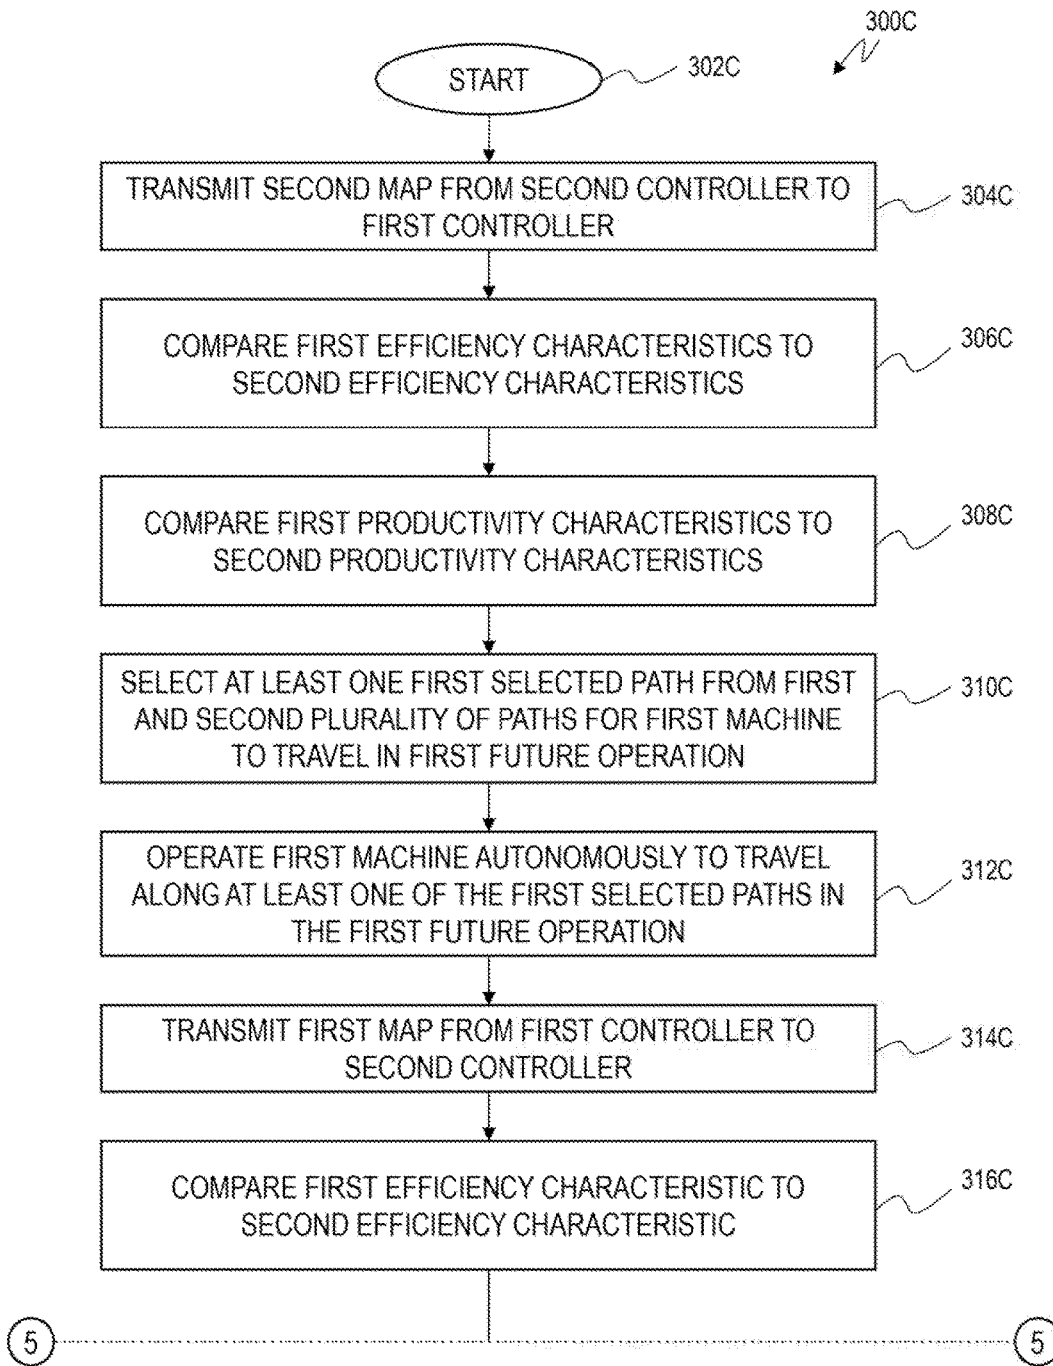 300C
START
302C
TRANSMIT SECOND MAP FROM SECOND CONTROLLER TO
FIRST CONTROLLER
304C
COMPARE FIRST EFFICIENCY CHARACTERISTICS TO
SECOND EFFICIENCY CHARACTERISTICS
306C
COMPARE FIRST PRODUCTIVITY CHARACTERISTICS TO
SECOND PRODUCTIVITY CHARACTERISTICS
308C
SELECT AT LEAST ONE FIRST SELECTED PATH FROM FIRST
AND SECOND PLURALITY OF PATHS FOR FIRST MACHINE
TO TRAVEL IN FIRST FUTURE OPERATION
310C
OPERATE FIRST MACHINE AUTONOMOUSLY TO TRAVEL
ALONG AT LEAST ONE OF THE FIRST SELECTED PATHS IN
THE FIRST FUTURE OPERATION
312C
TRANSMIT FIRST MAP FROM FIRST CONTROLLER TO
SECOND CONTROLLER
314C
COMPARE FIRST EFFICIENCY CHARACTERISTIC TO
SECOND EFFICIENCY CHARACTERISTIC
316C
5
5